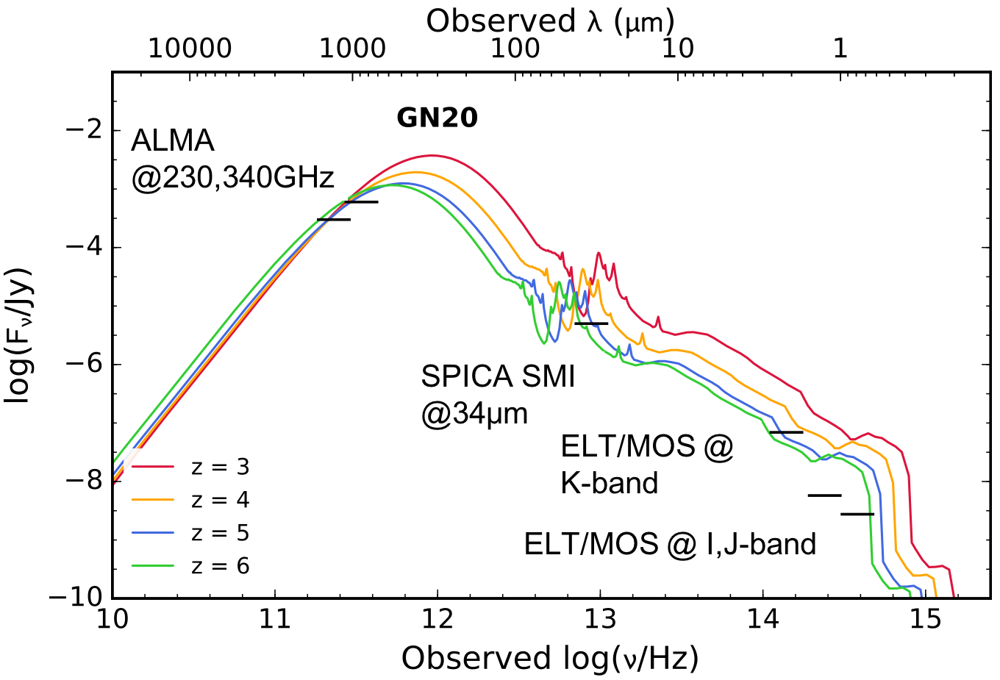 Observed λ (μm)
10000 1000 100 10 1
GN20
ALMA
@230,340GHz
−2
−4
−6
−8
−10
log(Fν/Jy)
SPICA SMI
@34μm
ELT/MOS @
K-band
ELT/MOS @ I,J-band
z = 3
z = 4
z = 5
z = 6
10 11 12 13 14 15
Observed log(ν/Hz)